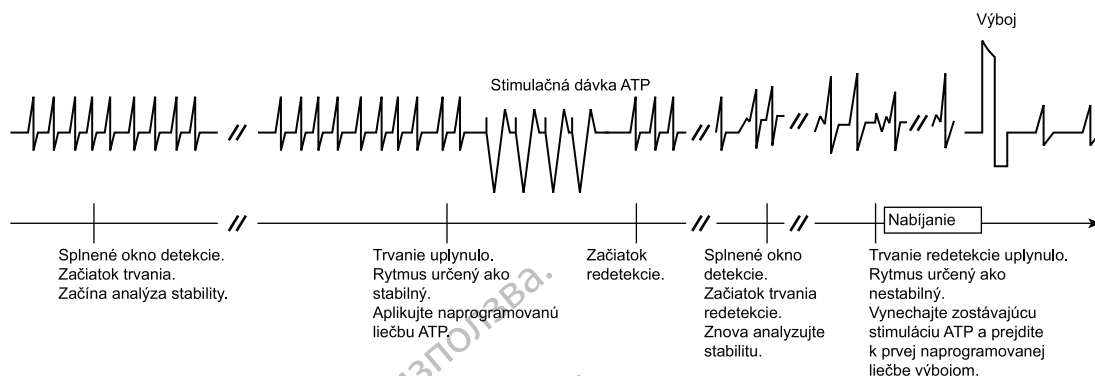 Výboj
Stimulačná dávka ATP
Nabíjanie
Splnené okno detekcie.
Začiatok trvania.
Začína analýza stability.
Trvanie uplynulo.
Rytmus určený ako
stabilný.
Aplikujte naprogramovanú
liečbu ATP.
Začiatok
redetekcie.
Splnené okno
detekcie.
Začiatok trvania
redetekcie.
Znova analyzujte
stabilitu.
Trvanie redetekcie uplynulo.
Rytmus určený ako
nestabilný.
Vynechajte zostávajúcu
stimuláciu ATP a prejdite
k prvej naprogramovanej
liečbe výbojom.